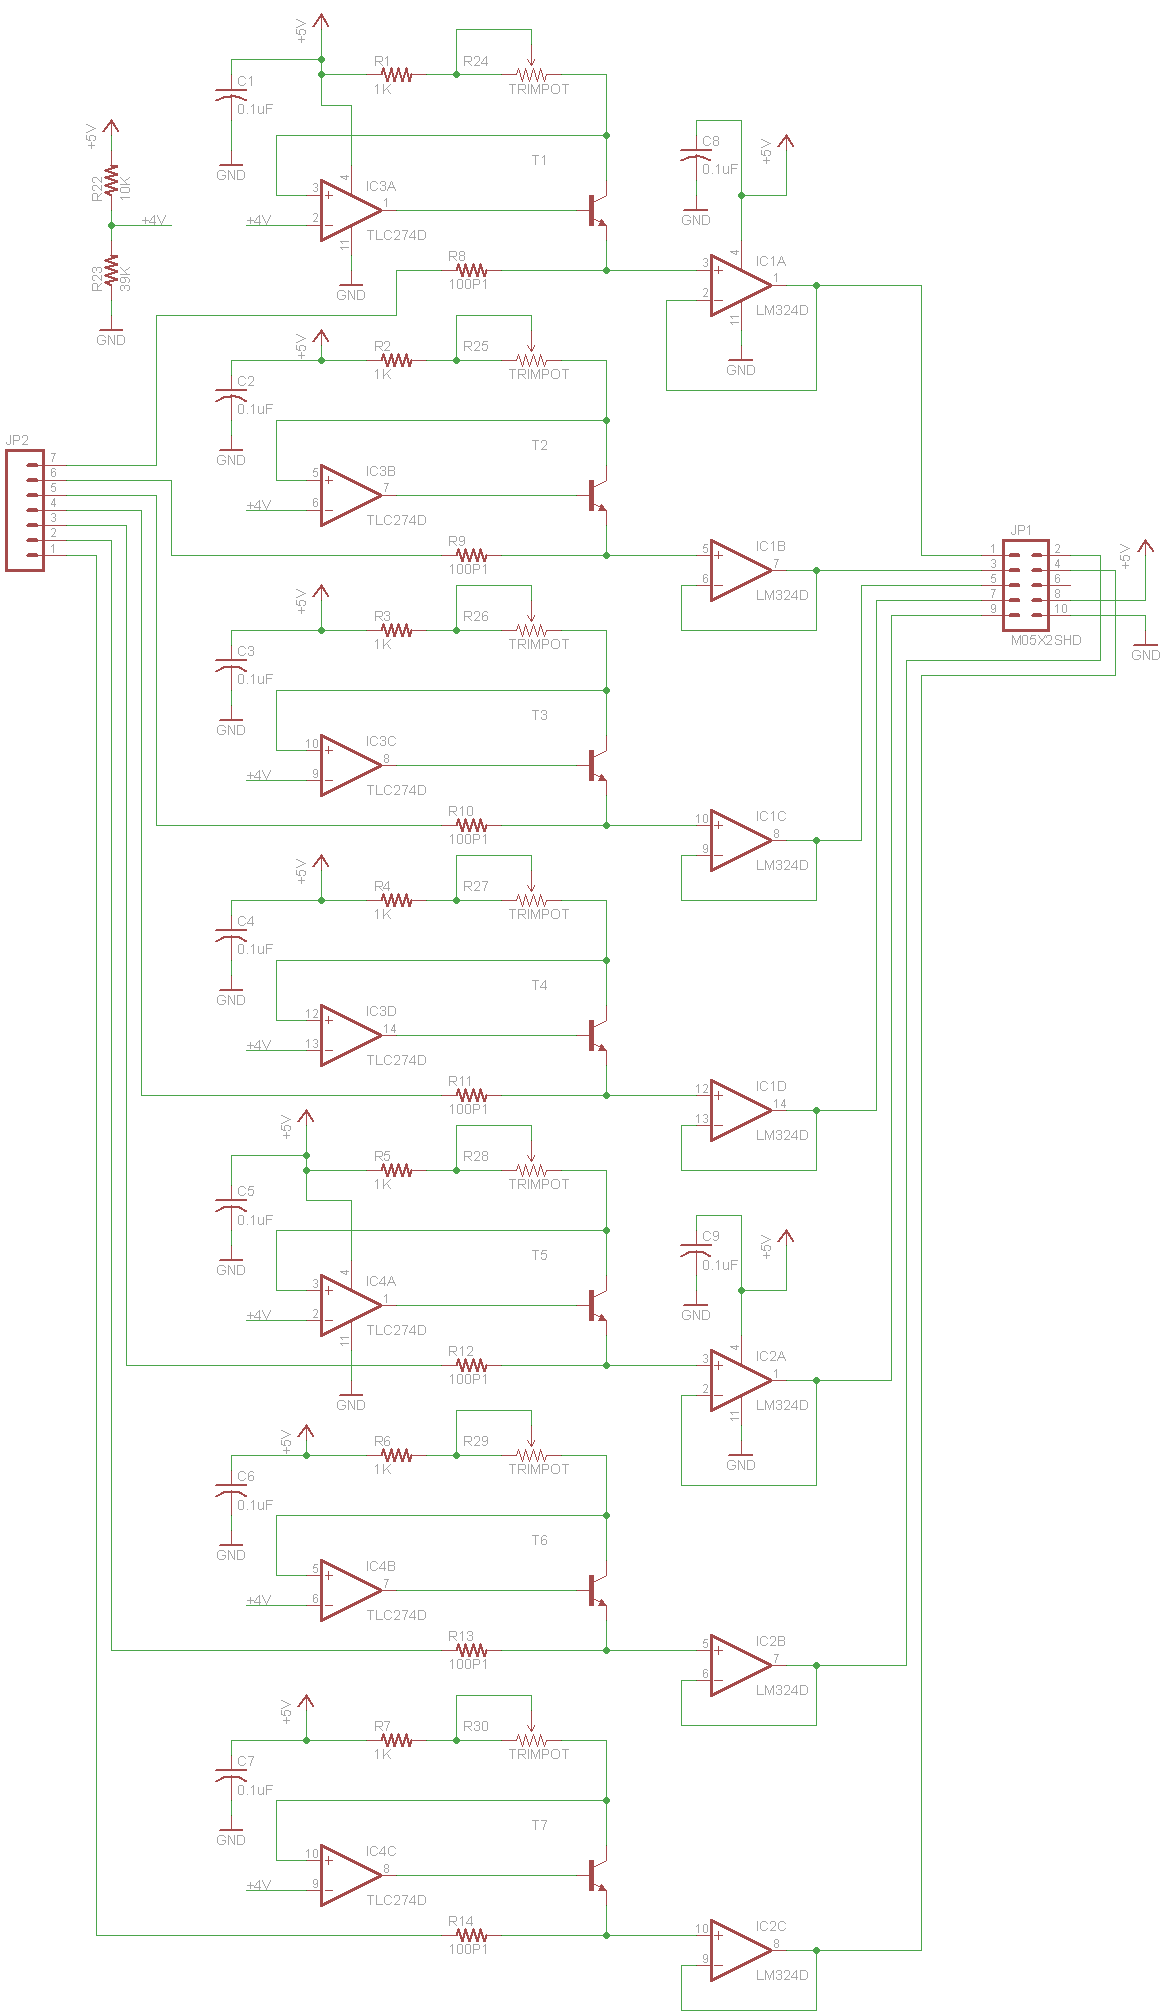 +5V
C1
0.1uF
GND
R1
1K
R24
TRIMPOT
+5V
R22
10K
+4V
R23
39K
GND
T1
3
2
4
11
1
+4V
IC3A
TLC274D
GND
R8
100P1
C8
0.1uF
GND
+5V
3
2
4
11
1
IC1A
LM324D
GND
+5V
C2
0.1uF
GND
R2
1K
R25
TRIMPOT
T2
5
6
7
+4V
IC3B
TLC274D
R9
100P1
5
6
7
IC1B
LM324D
JP2
7
6
5
4
3
2
1
JP1
1
3
5
7
9
2
4
6
8
10
M05X2SHD
+5V
GND
+5V
C3
0.1uF
GND
R3
1K
R26
TRIMPOT
T3
10
9
8
+4V
IC3C
TLC274D
R10
100P1
10
9
8
IC1C
LM324D
+5V
C4
0.1uF
GND
R4
1K
R27
TRIMPOT
T4
12
13
14
+4V
IC3D
TLC274D
R11
100P1
12
13
14
IC1D
LM324D
+5V
C5
0.1uF
GND
R5
1K
R28
TRIMPOT
T5
3
2
4
11
1
+4V
IC4A
TLC274D
GND
R12
100P1
C9
0.1uF
GND
+5V
3
2
4
11
1
IC2A
LM324D
GND
+5V
C6
0.1uF
GND
R6
1K
R29
TRIMPOT
T6
5
6
7
+4V
IC4B
TLC274D
R13
100P1
5
6
7
IC2B
LM324D
+5V
C7
0.1uF
GND
R7
1K
R30
TRIMPOT
T7
10
9
8
+4V
IC4C
TLC274D
R14
100P1
10
9
8
IC2C
LM324D